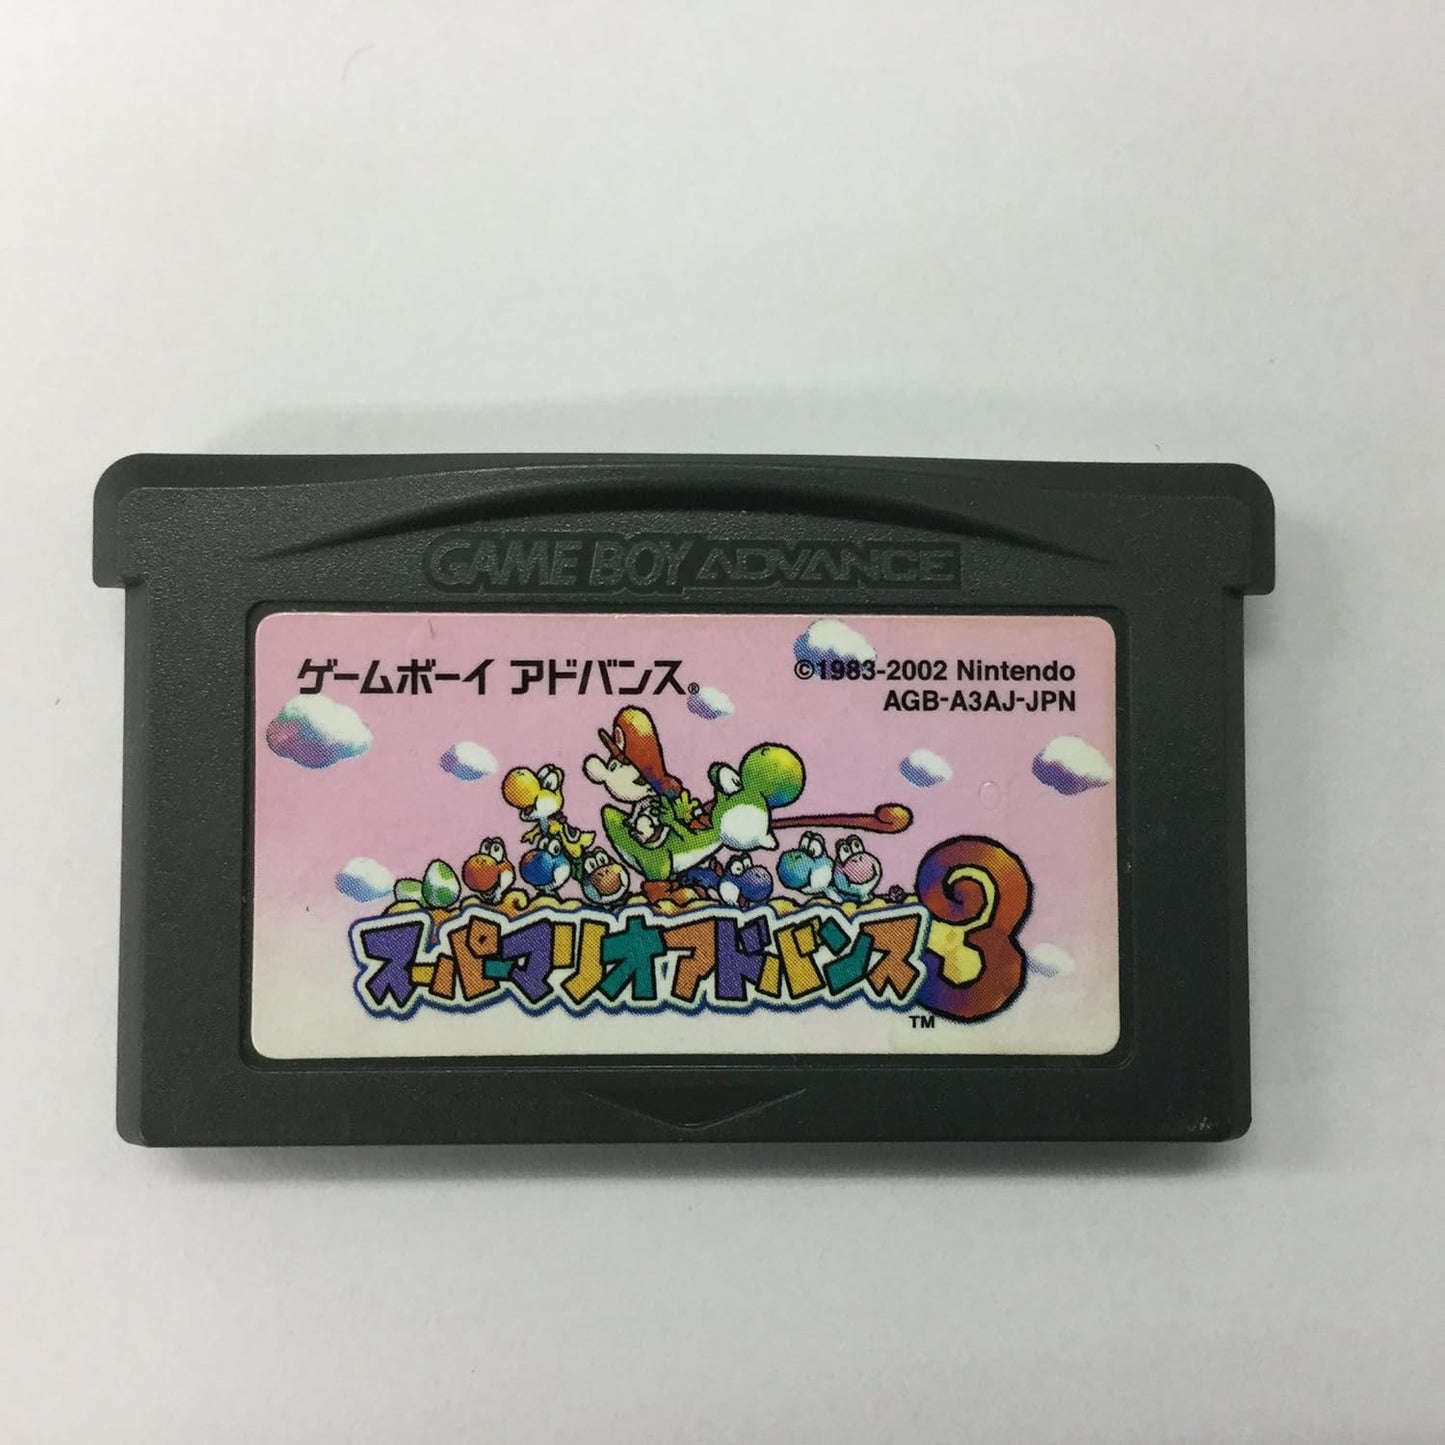 GAME BOY ADVANCE
ゲームボーイ アドバンス®
©1983-2002 Nintendo
AGB-A3AJ-JPN
スーパーマリオアドバンス3
TM